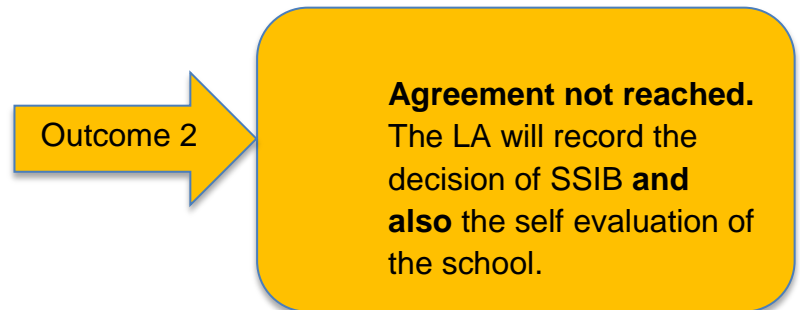 Outcome 2
Agreement not reached.
The LA will record the
decision of SSIB and
also the self evaluation of
the school.